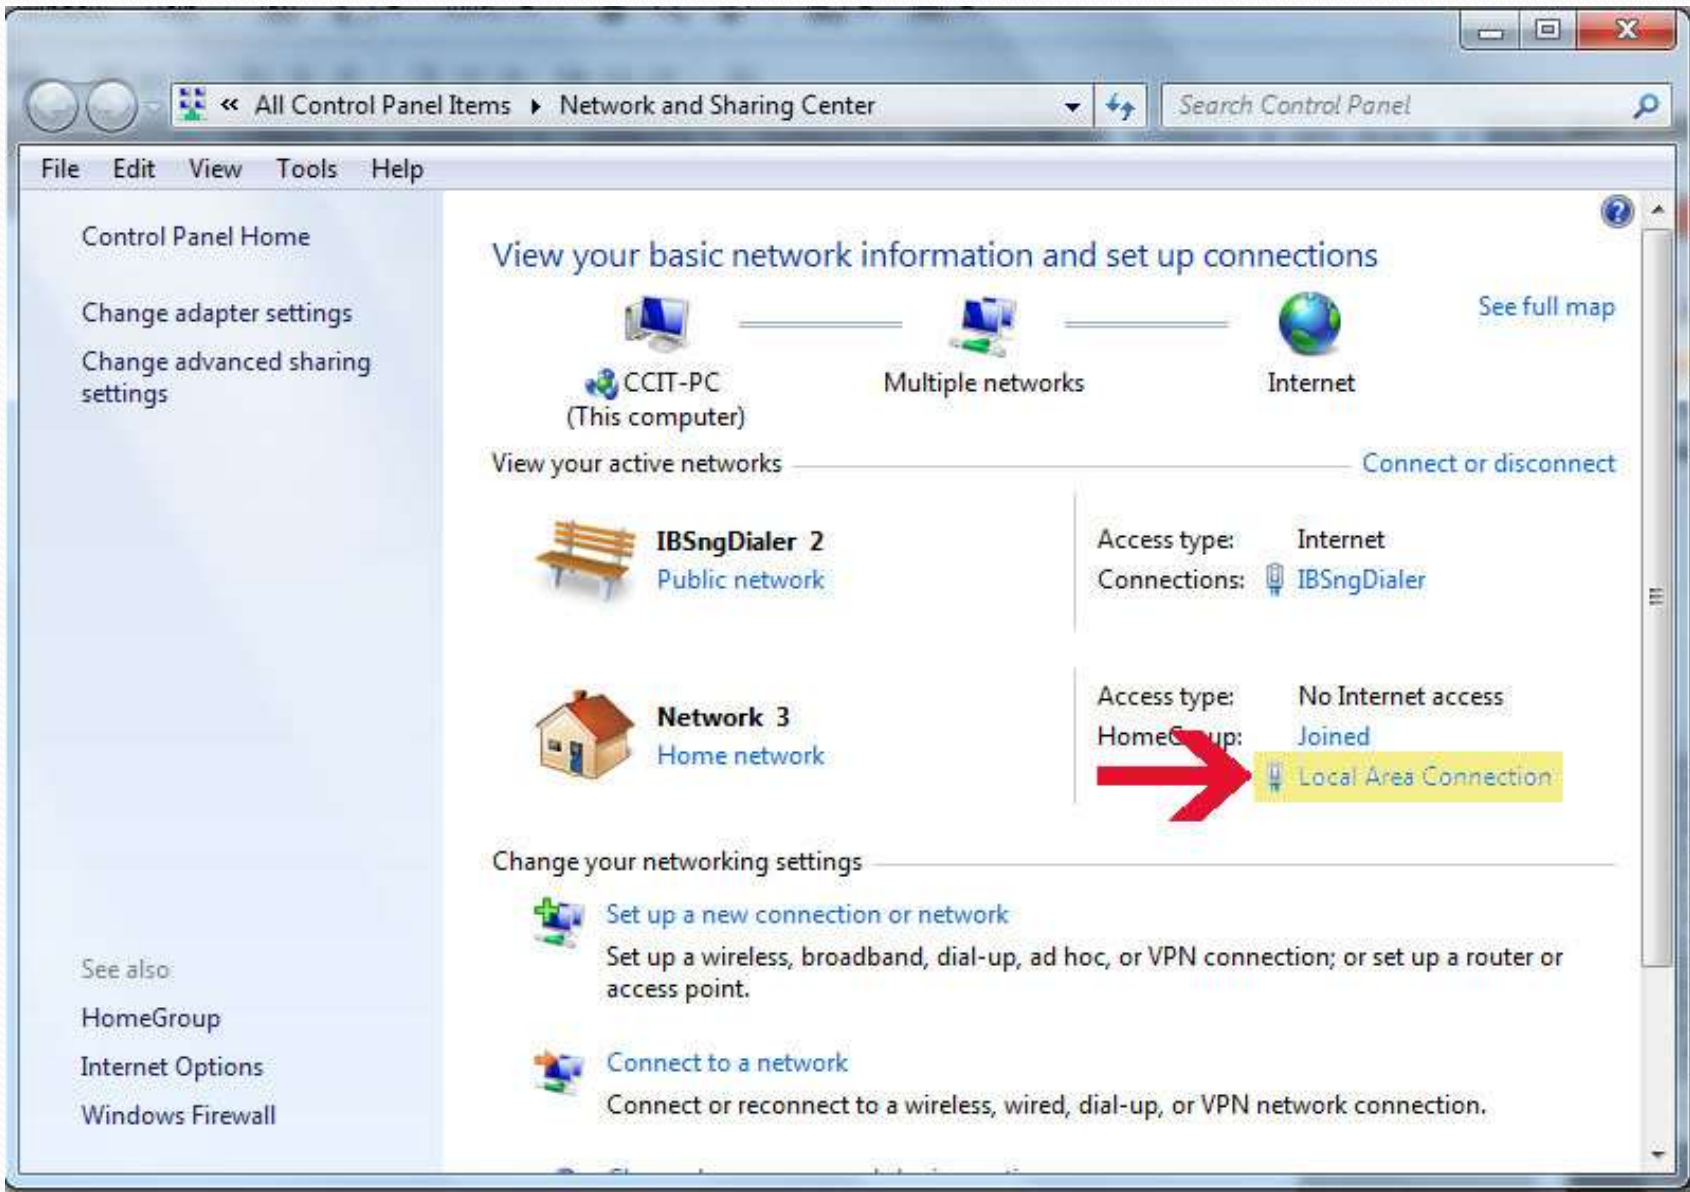 « All Control Panel Items Network and Sharing Center
Search Control Panel
File Edit View Tools Help
Control Panel Home
Change adapter settings
Change advanced sharing
settings
See also
HomeGroup
Internet Options
Windows Firewall
View your basic network information and set up connections
See full map
CCIT-PC
(This computer)
Multiple networks
Internet
View your active networks
Connect or disconnect
IBSngDialer 2
Public network
Access type: Internet
Connections: IBSngDialer
Network 3
Home network
Access type: No Internet access
HomeGroup: Joined
Local Area Connection
Change your networking settings
Set up a new connection or network
Set up a wireless, broadband, dial-up, ad hoc, or VPN connection; or set up a router or
access point.
Connect to a network
Connect or reconnect to a wireless, wired, dial-up, or VPN network connection.